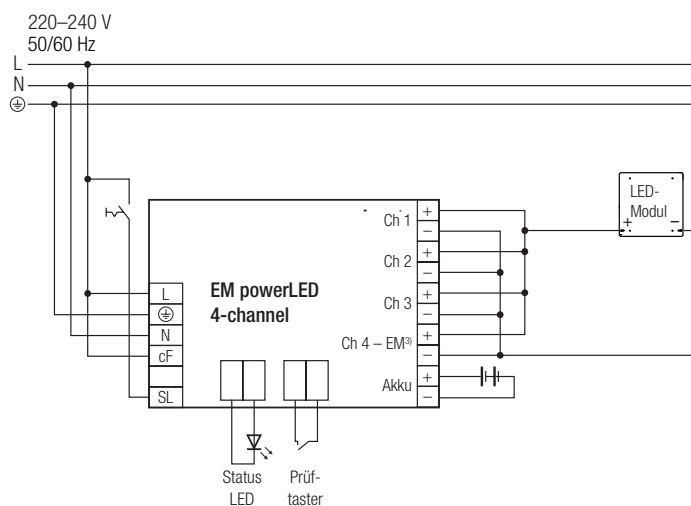 220–240 V
50/60 Hz
L
N
LED-
Modul
+ −
Ch 1
+
−
Ch 2
+
−
Ch 3
+
−
Ch 4 – EM³⁾
+
−
Akku
+
−
EM powerLED
4-channel
L
N
cF
SL
Status
LED
Prüf-
taster